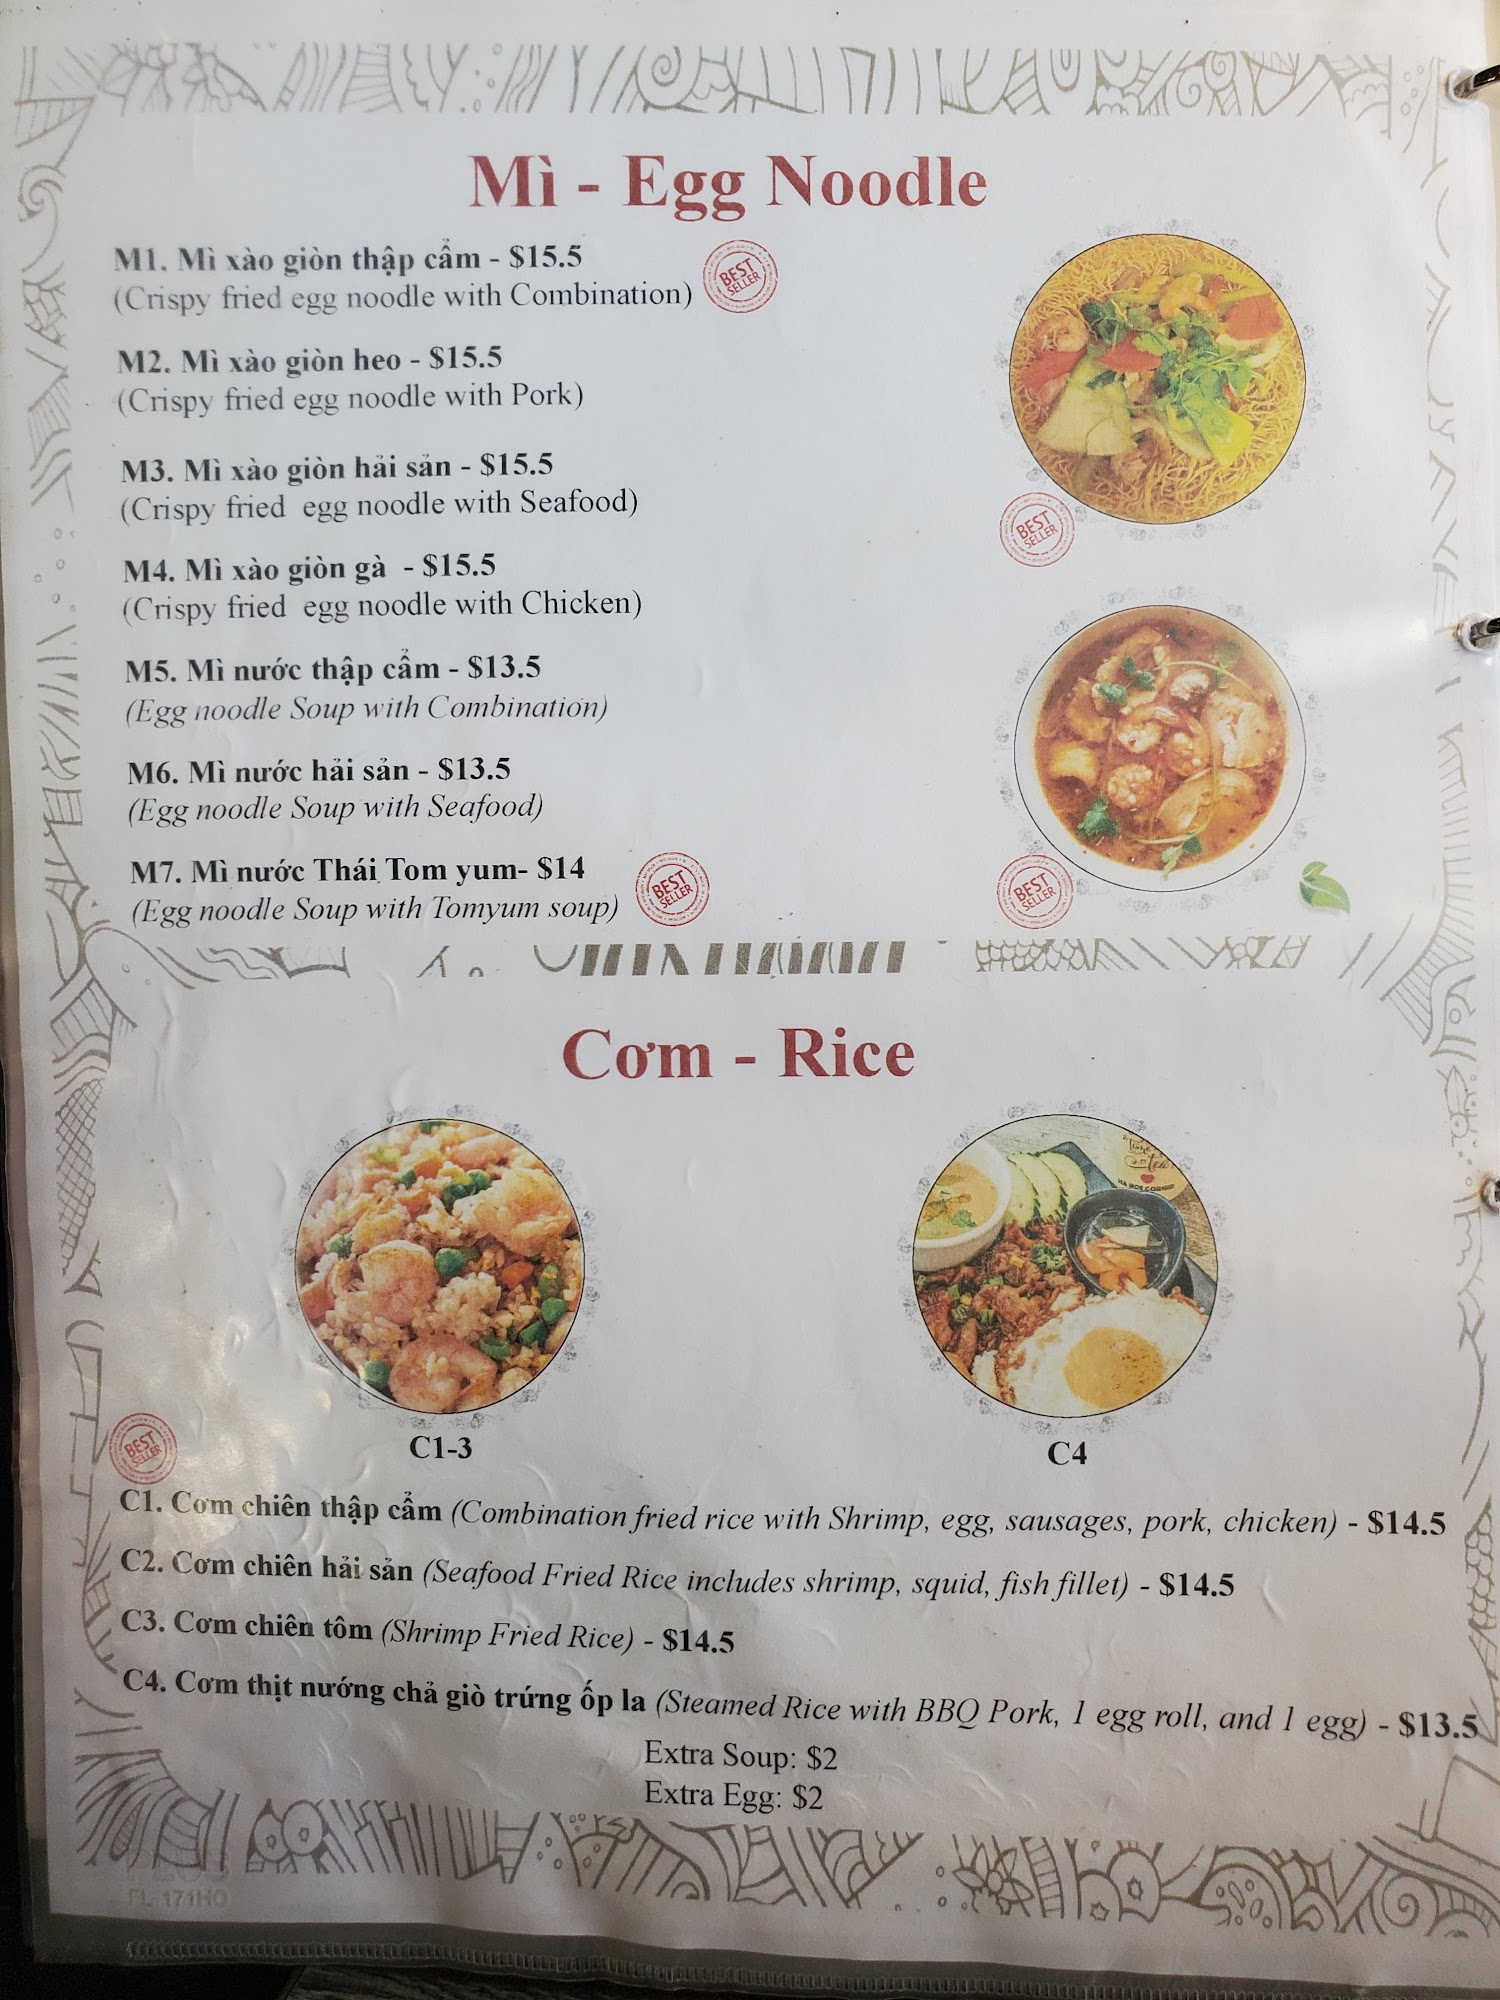 Mì - Egg Noodle
M1. Mì xào giòn thập cẩm - $15.5
(Crispy fried egg noodle with Combination)
BEST SELLER
M2. Mì xào giòn heo - $15.5
(Crispy fried egg noodle with Pork)
M3. Mì xào giòn hải sản - $15.5
(Crispy fried egg noodle with Seafood)
BEST SELLER
M4. Mì xào giòn gà - $15.5
(Crispy fried egg noodle with Chicken)
M5. Mì nước thập cẩm - $13.5
(Egg noodle Soup with Combination)
M6. Mì nước hải sản - $13.5
(Egg noodle Soup with Seafood)
M7. Mì nước Thái Tom yum- $14
(Egg noodle Soup with Tomyum soup)
BEST SELLER
BEST SELLER
Cơm - Rice
tea
C1-3
C4
BEST SELLER
C1. Cơm chiên thập cẩm (Combination fried rice with Shrimp, egg, sausages, pork, chicken) - $14.5
C2. Cơm chiên hải sản (Seafood Fried Rice includes shrimp, squid, fish fillet) - $14.5
C3. Cơm chiên tôm (Shrimp Fried Rice) - $14.5
C4. Cơm thịt nướng chả giò trứng ốp la (Steamed Rice with BBQ Pork, 1 egg roll, and 1 egg) - $13.5
Extra Soup: $2
Extra Egg: $2
FL-171HO